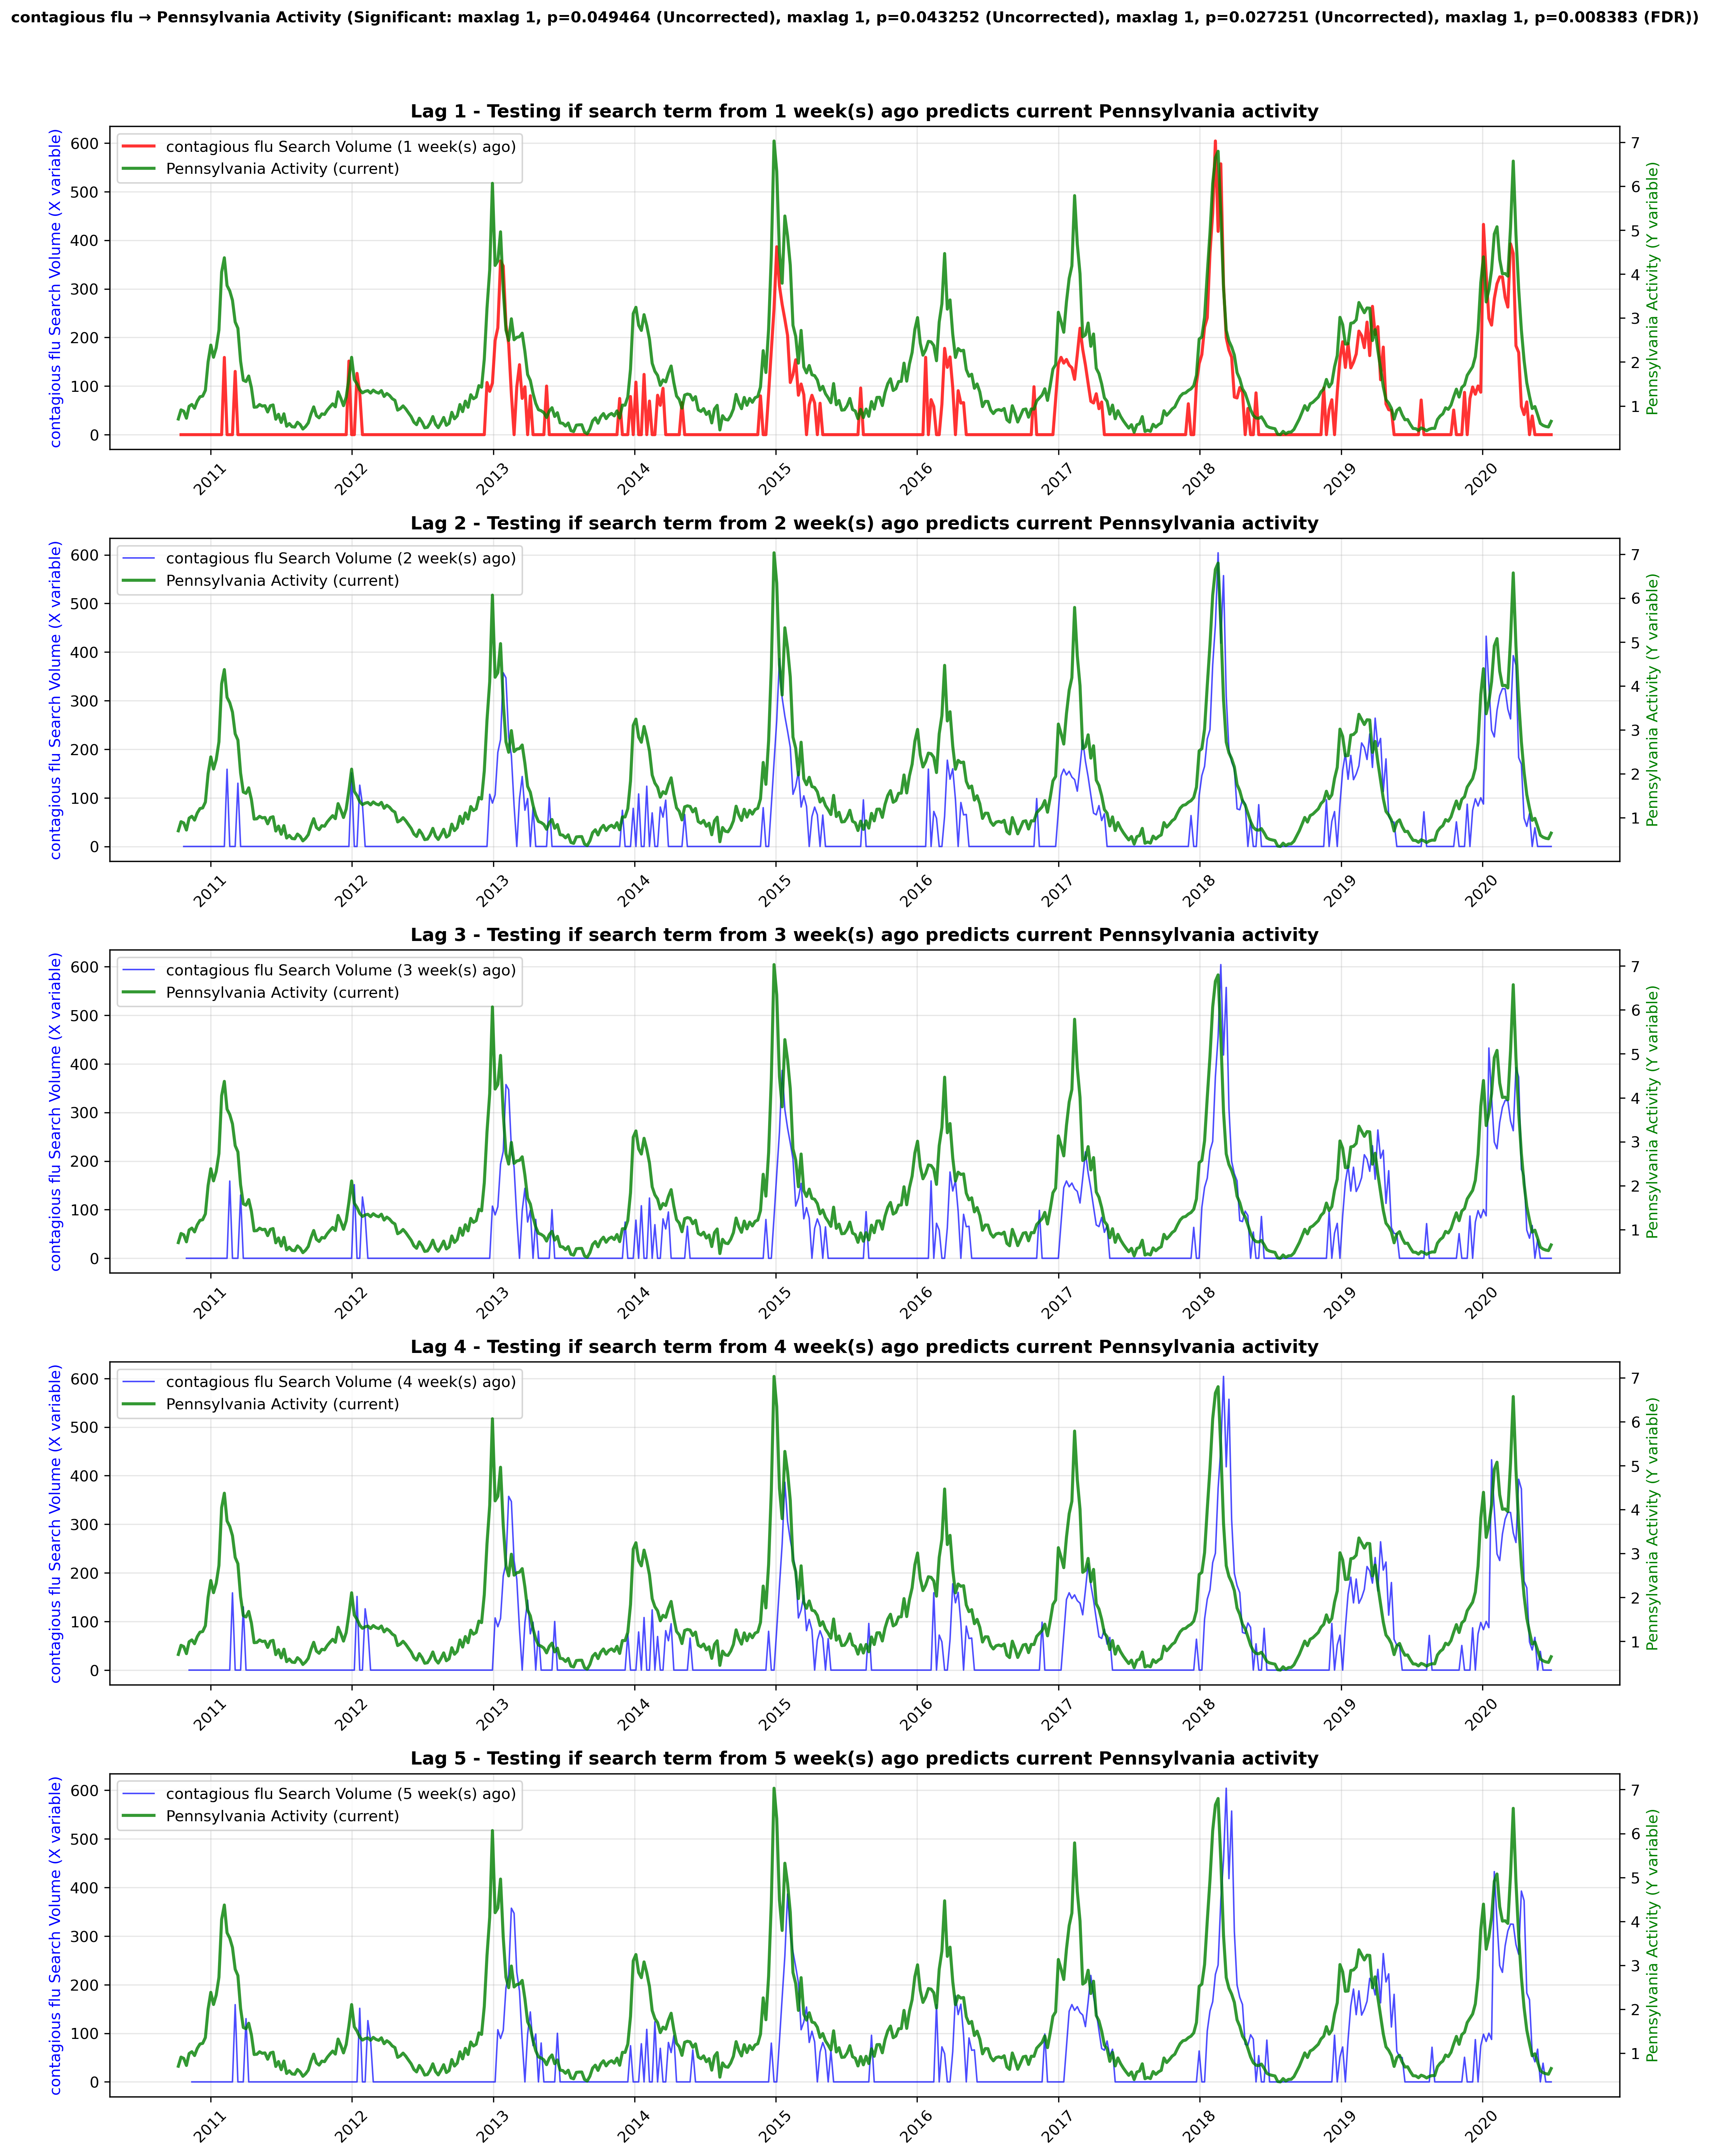 contagious flu → Pennsylvania Activity (Significant: maxlag 1, p=0.049464 (Uncorrected), maxlag 1, p=0.043252 (Uncorrected), maxlag 1, p=0.027251 (Uncorrected), maxlag 1, p=0.008383 (FDR))
Lag 1 - Testing if search term from 1 week(s) ago predicts current Pennsylvania activity
contagious flu Search Volume (X variable)
600
500
400
300
200
100
0
contagious flu Search Volume (1 week(s) ago)
Pennsylvania Activity (current)
7
6
5
4
3
2
1
Pennsylvania Activity (Y variable)
2011 2012 2013 2014 2015 2016 2017 2018 2019 2020
Lag 2 - Testing if search term from 2 week(s) ago predicts current Pennsylvania activity
contagious flu Search Volume (X variable)
600
500
400
300
200
100
0
contagious flu Search Volume (2 week(s) ago)
Pennsylvania Activity (current)
7
6
5
4
3
2
1
Pennsylvania Activity (Y variable)
2011 2012 2013 2014 2015 2016 2017 2018 2019 2020
Lag 3 - Testing if search term from 3 week(s) ago predicts current Pennsylvania activity
contagious flu Search Volume (X variable)
600
500
400
300
200
100
0
contagious flu Search Volume (3 week(s) ago)
Pennsylvania Activity (current)
7
6
5
4
3
2
1
Pennsylvania Activity (Y variable)
2011 2012 2013 2014 2015 2016 2017 2018 2019 2020
Lag 4 - Testing if search term from 4 week(s) ago predicts current Pennsylvania activity
contagious flu Search Volume (X variable)
600
500
400
300
200
100
0
contagious flu Search Volume (4 week(s) ago)
Pennsylvania Activity (current)
7
6
5
4
3
2
1
Pennsylvania Activity (Y variable)
2011 2012 2013 2014 2015 2016 2017 2018 2019 2020
Lag 5 - Testing if search term from 5 week(s) ago predicts current Pennsylvania activity
contagious flu Search Volume (X variable)
600
500
400
300
200
100
0
contagious flu Search Volume (5 week(s) ago)
Pennsylvania Activity (current)
7
6
5
4
3
2
1
Pennsylvania Activity (Y variable)
2011 2012 2013 2014 2015 2016 2017 2018 2019 2020